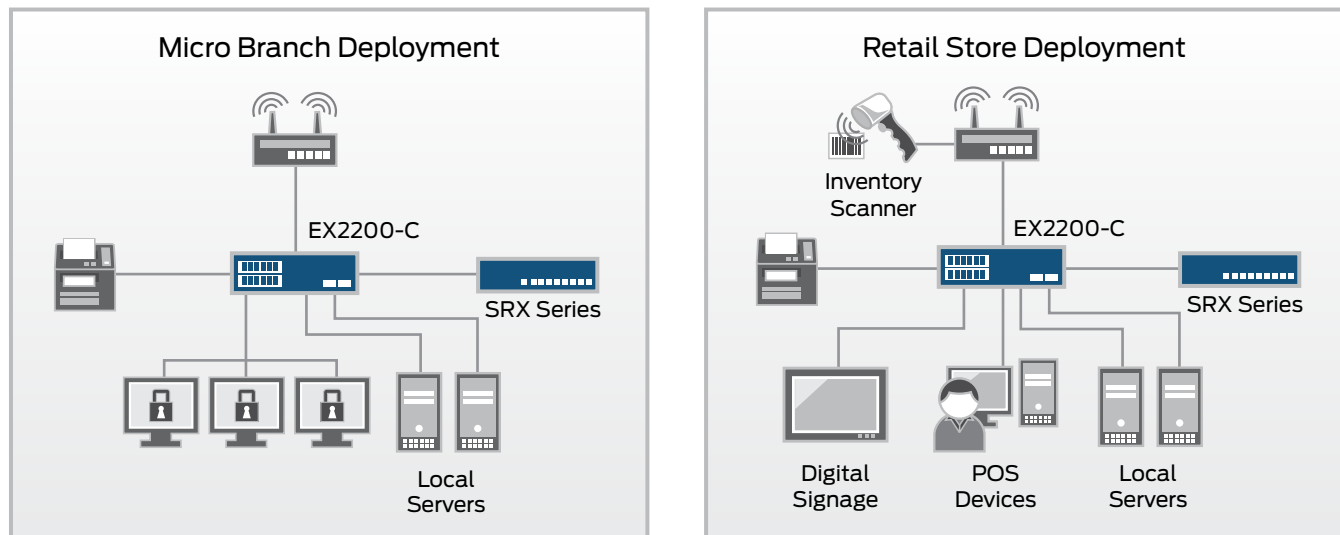 Micro Branch Deployment
EX2200-C
SRX Series
Local
Servers
Retail Store Deployment
Inventory
Scanner
EX2200-C
SRX Series
Digital
Signage
POS
Devices
Local
Servers